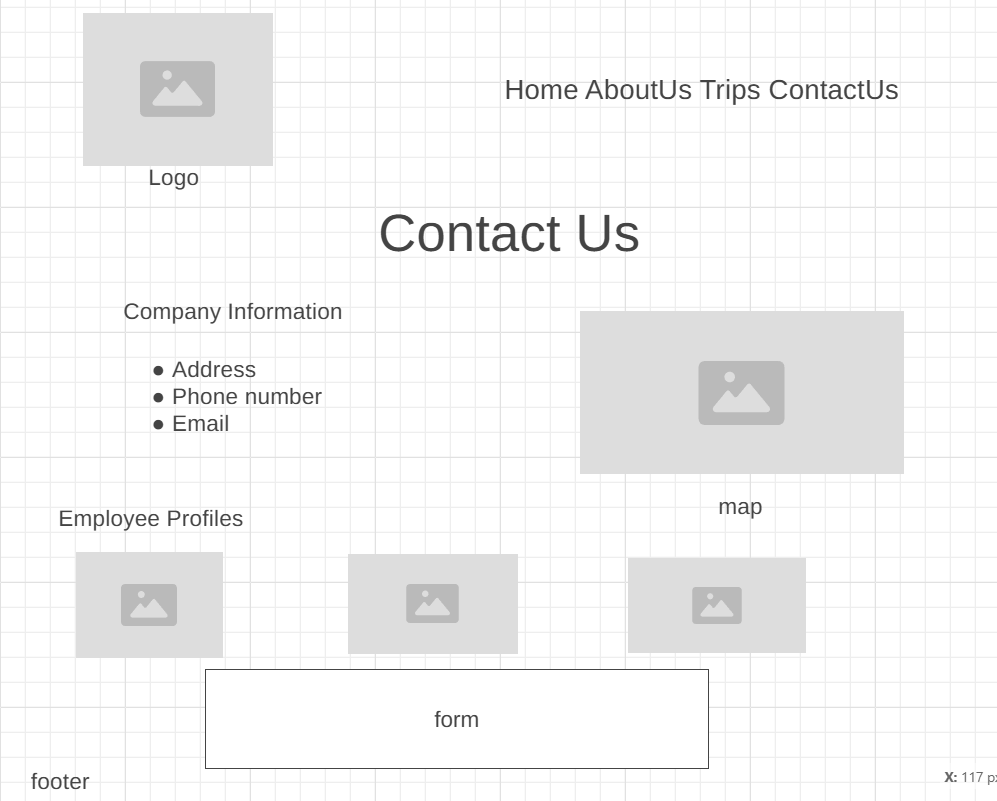 Home AboutUs Trips ContactUs
Logo
Contact Us
Company Information
● Address
● Phone number
● Email
map
Employee Profiles
form
footer
X: 117 px